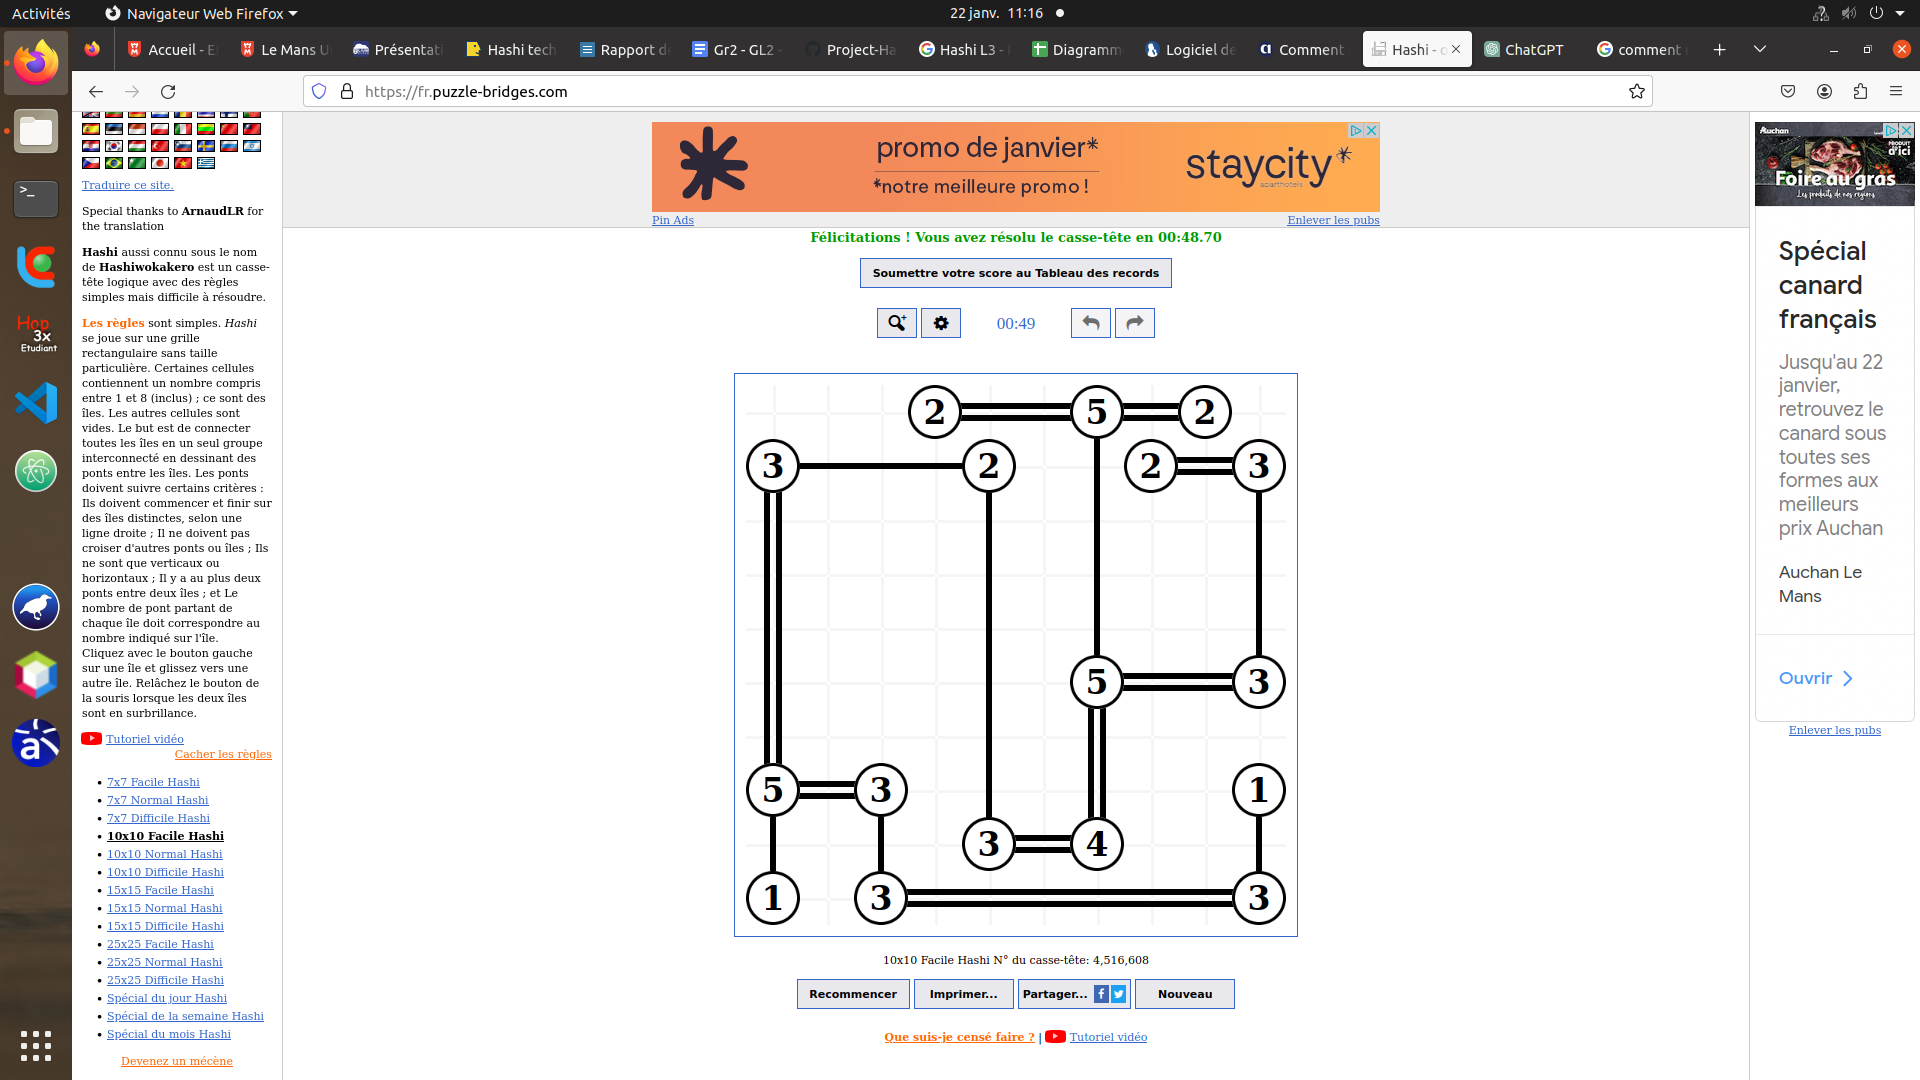 Activités
Navigateur Web Firefox
22 janv. 11:16
Accueil - E
Le Mans U
Présentati
Hashi tech
Rapport d
Gr2 - GL2 -
Project-Ha
Hashi L3 -
Diagramm
Logiciel de
Comment
Hashi - o
ChatGPT
comment
https://fr.puzzle-bridges.com
Hop
3x
Etudiant
Traduire ce site.
Special thanks to ArnaudLR for
the translation
Hashi aussi connu sous le nom
de Hashiwokakero est un casse-
tête logique avec des règles
simples mais difficile à résoudre.
Les règles sont simples. Hashi
se joue sur une grille
rectangulaire sans taille
particulière. Certaines cellules
contiennent un nombre compris
entre 1 et 8 (inclus) ; ce sont des
îles. Les autres cellules sont
vides. Le but est de connecter
toutes les îles en un seul groupe
interconnecté en dessinant des
ponts entre les îles. Les ponts
doivent suivre certains critères :
Ils doivent commencer et finir sur
des îles distinctes, selon une
ligne droite ; Il ne doivent pas
croiser d'autres ponts ou îles ; Ils
ne sont que verticaux ou
horizontaux ; Il y a au plus deux
ponts entre deux îles ; et Le
nombre de pont partant de
chaque île doit correspondre au
nombre indiqué sur l'île.
Cliquez avec le bouton gauche
sur une île et glissez vers une
autre île. Relâchez le bouton de
la souris lorsque les deux îles
sont en surbrillance.
Tutoriel vidéo
Cacher les règles
7x7 Facile Hashi
7x7 Normal Hashi
7x7 Difficile Hashi
10x10 Facile Hashi
10x10 Normal Hashi
10x10 Difficile Hashi
15x15 Facile Hashi
15x15 Normal Hashi
15x15 Difficile Hashi
25x25 Facile Hashi
25x25 Normal Hashi
25x25 Difficile Hashi
Spécial du jour Hashi
Spécial de la semaine Hashi
Spécial du mois Hashi
Devenez un mécène
promo de janvier*
*notre meilleure promo !
staycity*
aparthotels
Pin Ads
Enlever les pubs
Félicitations ! Vous avez résolu le casse-tête en 00:48.70
Soumettre votre score au Tableau des records
00:49
2 5 2
3 2 2 3
5 3
5 3 1
3 4
1 3 3
10x10 Facile Hashi N° du casse-tête: 4,516,608
Recommencer
Imprimer...
Partager...
Nouveau
Que suis-je censé faire ? | Tutoriel vidéo
Auchan
PRODUIT
d'ici
Foire au gras
Les produits de nos régions
Spécial
canard
français
Jusqu'au 22
janvier,
retrouvez le
canard sous
toutes ses
formes aux
meilleurs
prix Auchan
Auchan Le
Mans
Ouvrir
Enlever les pubs